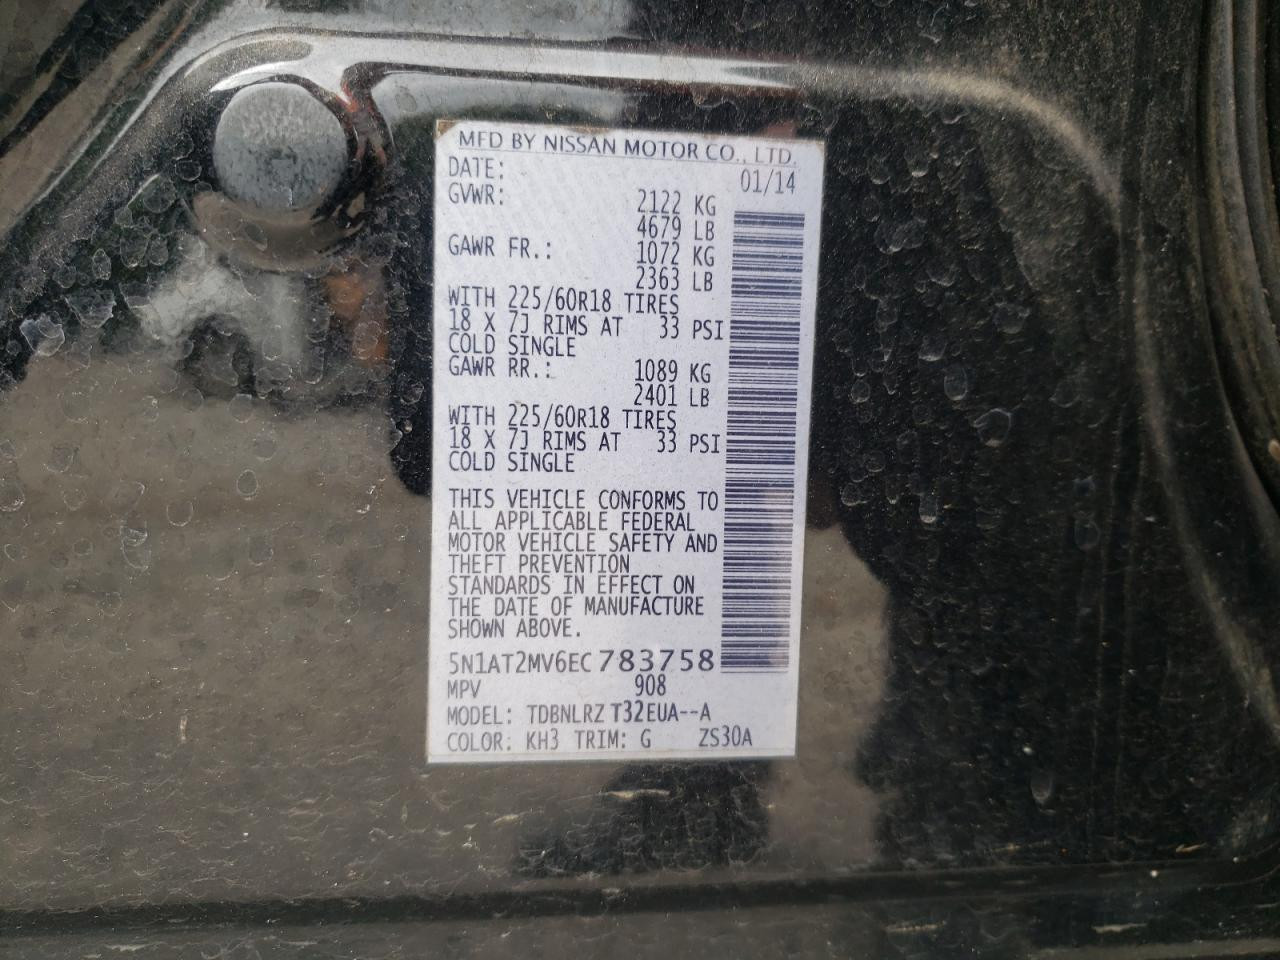 MFD BY NISSAN MOTOR CO., LTD.
DATE: 01/14
GVWR: 2122 KG
4679 LB
GAWR FR.: 1072 KG
2363 LB
WITH 225/60R18 TIRES
18 X 7J RIMS AT 33 PSI
COLD SINGLE
GAWR RR.: 1089 KG
2401 LB
WITH 225/60R18 TIRES
18 X 7J RIMS AT 33 PSI
COLD SINGLE
THIS VEHICLE CONFORMS TO
ALL APPLICABLE FEDERAL
MOTOR VEHICLE SAFETY AND
THEFT PREVENTION
STANDARDS IN EFFECT ON
THE DATE OF MANUFACTURE
SHOWN ABOVE.
5N1AT2MV6EC783758
MPV 908
MODEL: TDBNLRZ T32EUA--A
COLOR: KH3 TRIM: G ZS30A